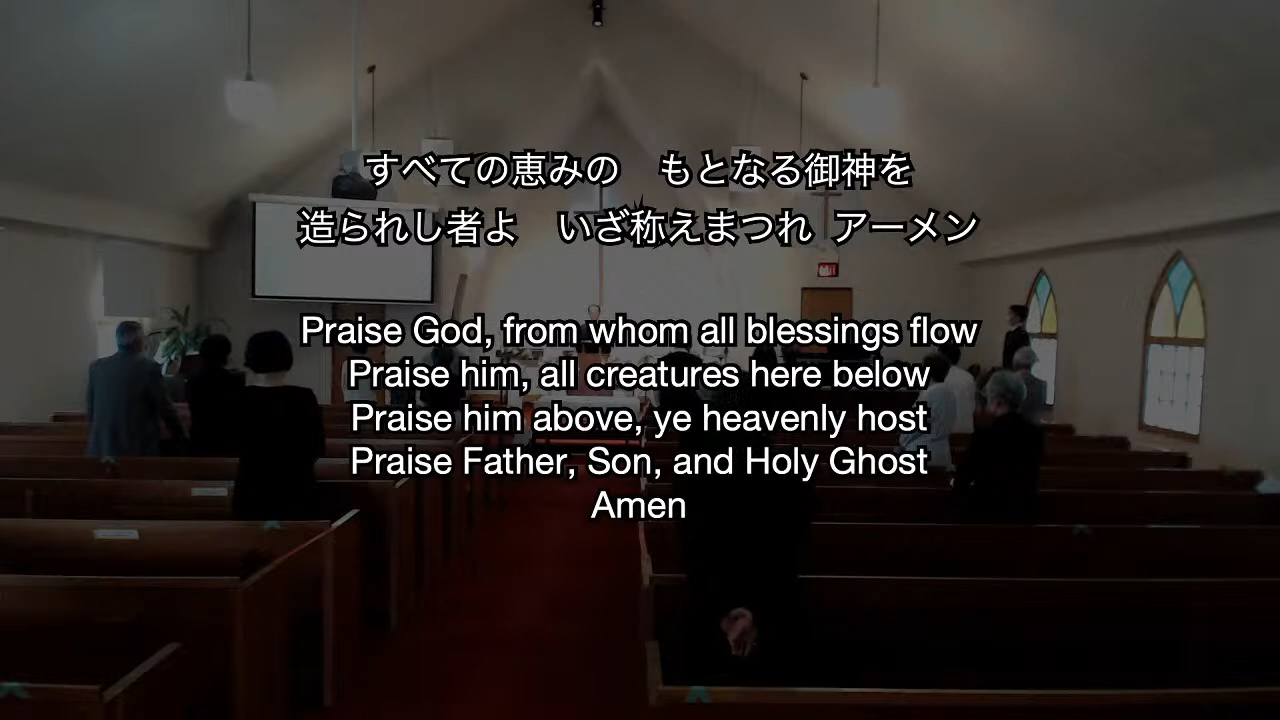 すべての恵みの　もとなる御神を
造られし者よ　いざ称えまつれ アーメン
Praise God, from whom all blessings flow
Praise him, all creatures here below
Praise him above, ye heavenly host
Praise Father, Son, and Holy Ghost
Amen